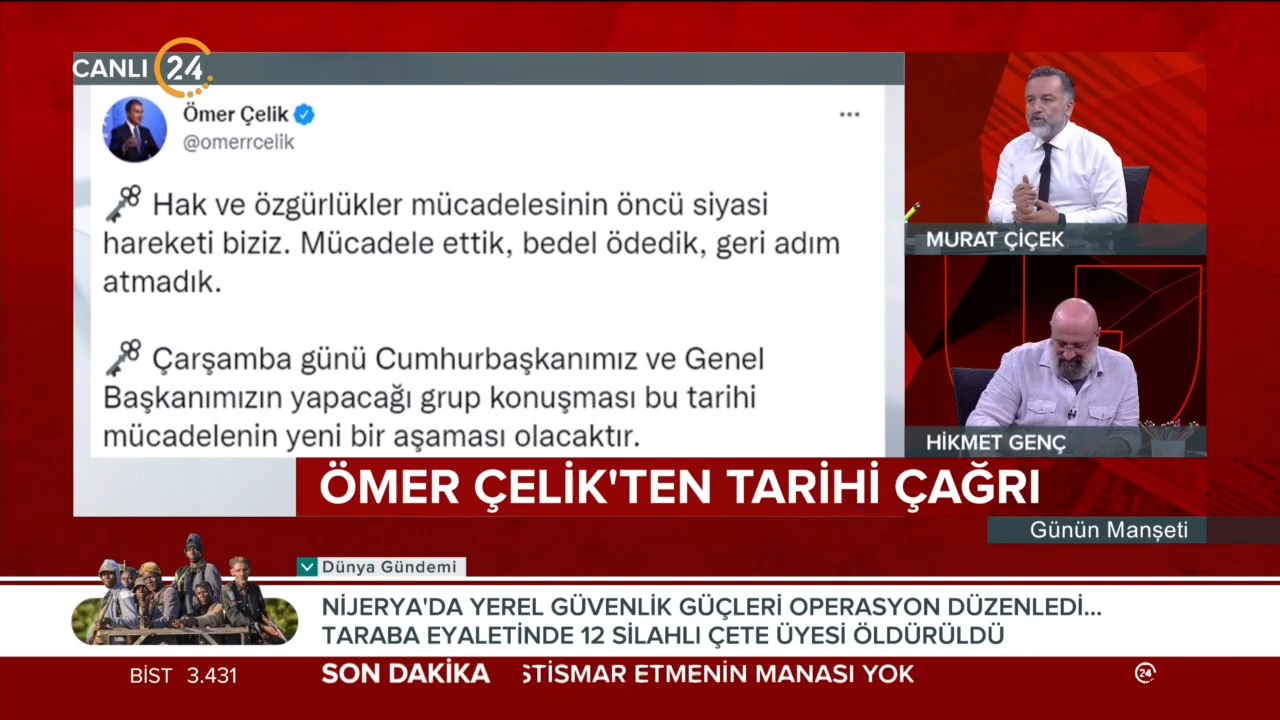 CANLI 24
Ömer Çelik
@omerrcelik
Hak ve özgürlükler mücadelesinin öncü siyasi
hareketi biziz. Mücadele ettik, bedel ödedik, geri adım
atmadık.
Çarşamba günü Cumhurbaşkanımız ve Genel
Başkanımızın yapacağı grup konuşması bu tarihi
mücadelenin yeni bir aşaması olacaktır.
MURAT ÇİÇEK
HİKMET GENÇ
ÖMER ÇELİK'TEN TARİHİ ÇAĞRI
Günün Manşeti
Dünya Gündemi
NİJERYA'DA YEREL GÜVENLİK GÜÇLERİ OPERASYON DÜZENLEDİ...
TARABA EYALETİNDE 12 SİLAHLI ÇETE ÜYESİ ÖLDÜRÜLDÜ
BİST 3.431
SON DAKİKA
STİSMAR ETMENİN MANASI YOK
24